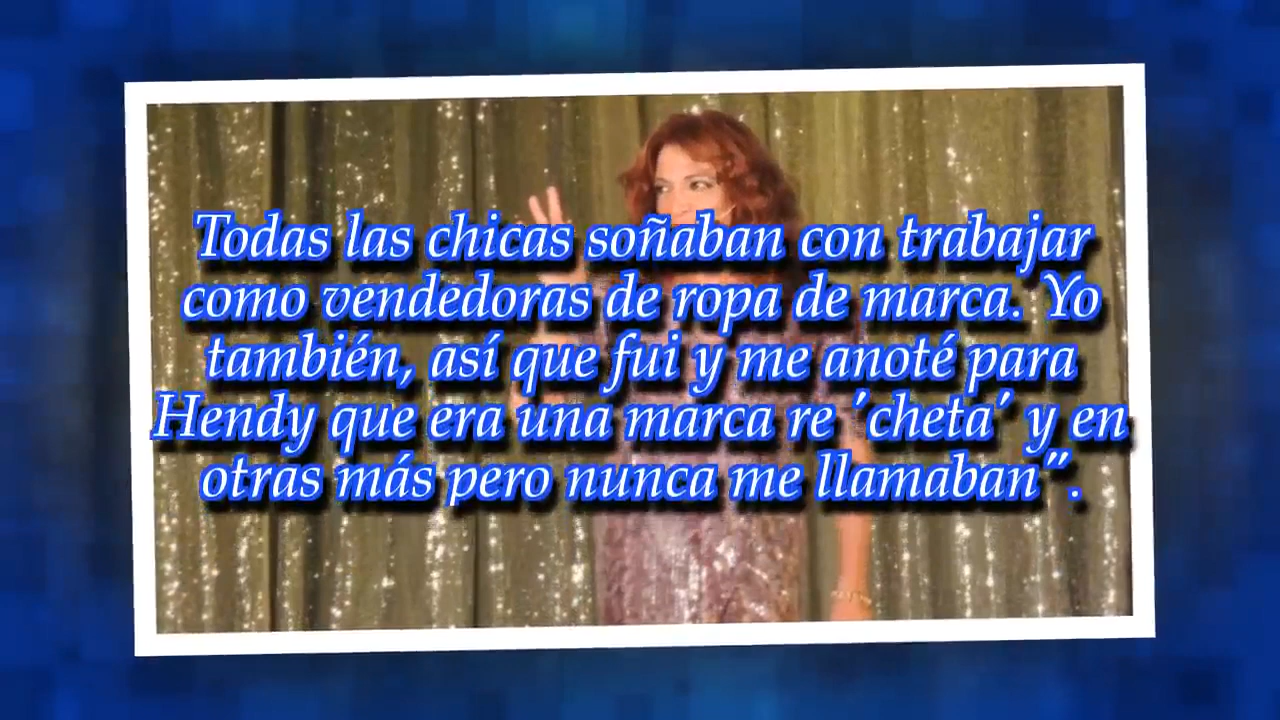 Todas las chicas soñaban con trabajar
como vendedoras de ropa de marca. Yo
también, así que fui y me anoté para
Hendy que era una marca re 'cheta' y en
otras más pero nunca me llamaban”.